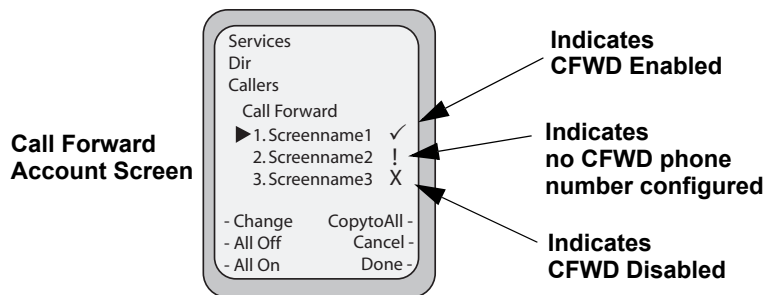 Call Forward
Account Screen
Services
Dir
Callers
Call Forward
▶1.Screenname1 ✓
2.Screenname2 !
3.Screenname3 X
- Change CopytoAll -
- All Off Cancel -
- All On Done -
Indicates
CFWD Enabled
Indicates
no CFWD phone
number configured
Indicates
CFWD Disabled